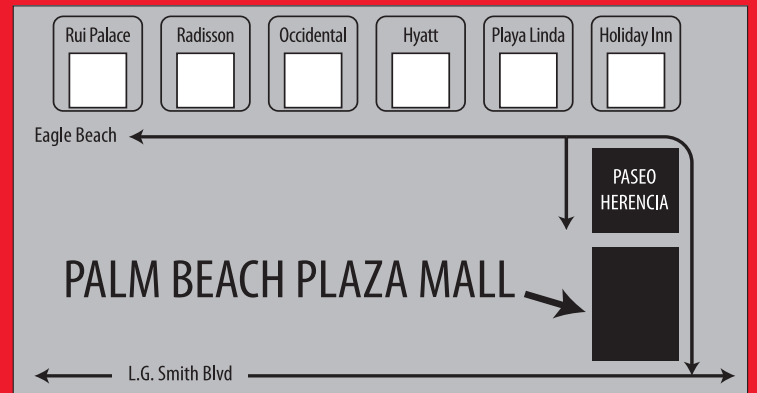 Rui Palace
Radisson
Occidental
Hyatt
Playa Linda
Holiday Inn
Eagle Beach
PASEO
HERENCIA
PALM BEACH PLAZA MALL
L.G. Smith Blvd